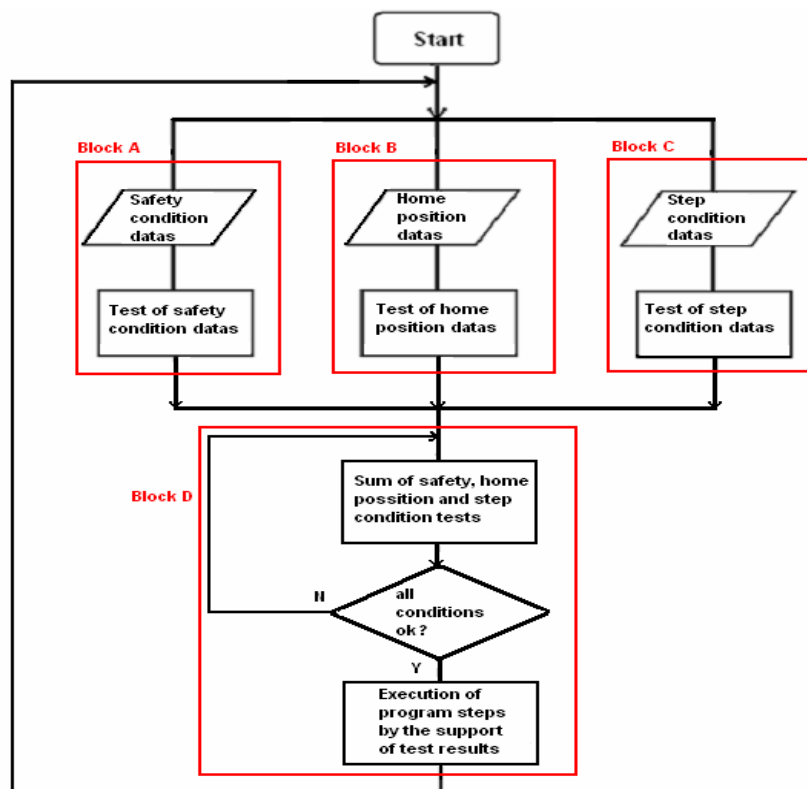 Start
Block A
Block B
Block C
Safety
condition
datas
Home
position
datas
Step
condition
datas
Test of safety
condition datas
Test of home
position datas
Test of step
condition datas
Block D
Sum of safety, home
possition and step
condition tests
N
all
conditions
ok?
Y
Execution of
program steps
by the support
of test results